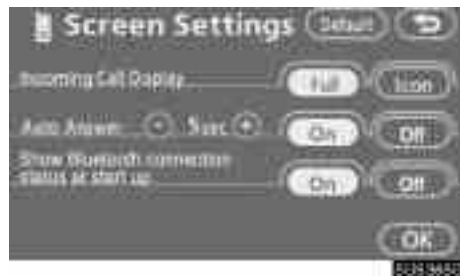 Screen Settings Default
Incoming Call Display Full Icon
Auto Answer 5sec On Off
Show Bluetooth connection
status at start up On Off
OK